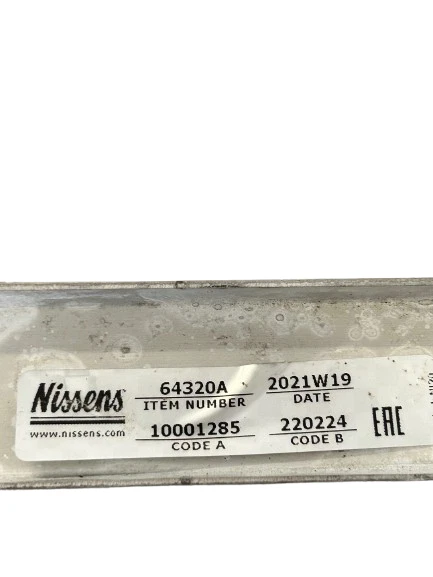 Nissens
www.nissens.com
64320A
ITEM NUMBER
2021W19
DATE
10001285
CODE A
220224
CODE B
EAC